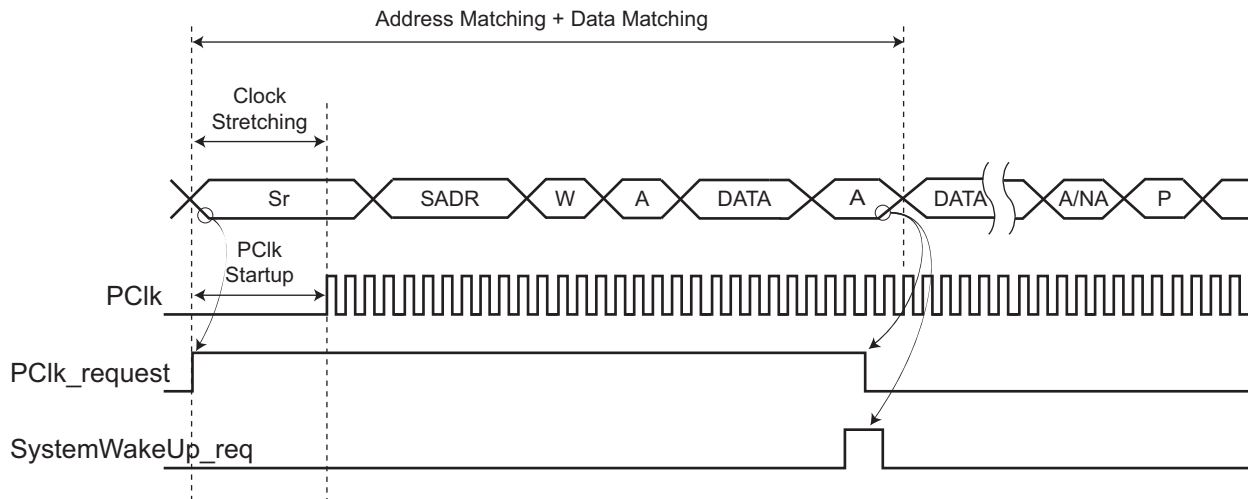 Address Matching + Data Matching
Clock
Stretching
Sr
SADR
W
A
DATA
A
DATA
A/NA
P
PClk
Startup
PClk
PClk_request
SystemWakeUp_req